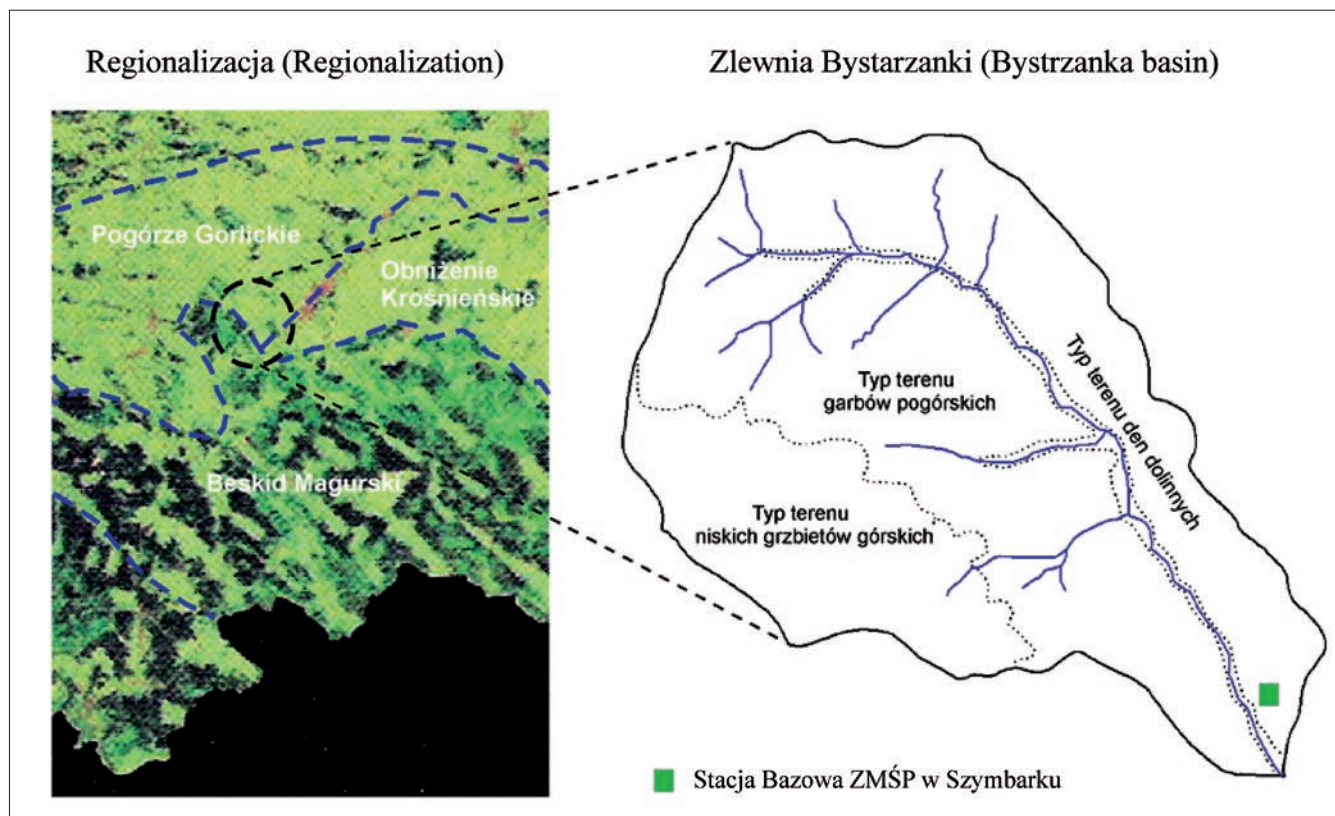 Regionalizacja (Regionalization)
Zlewnia Bystarzanki (Bystrzanka basin)
Pogórze Gorlickie
Obniżenie
Krośnieńskie
Beskid Magurski
Typ terenu
garbów pogórskich
Typ terenu den dolinnych
Typ terenu
niskich grzbietów górskich
Stacja Bazowa ZMŚP w Szymbarku